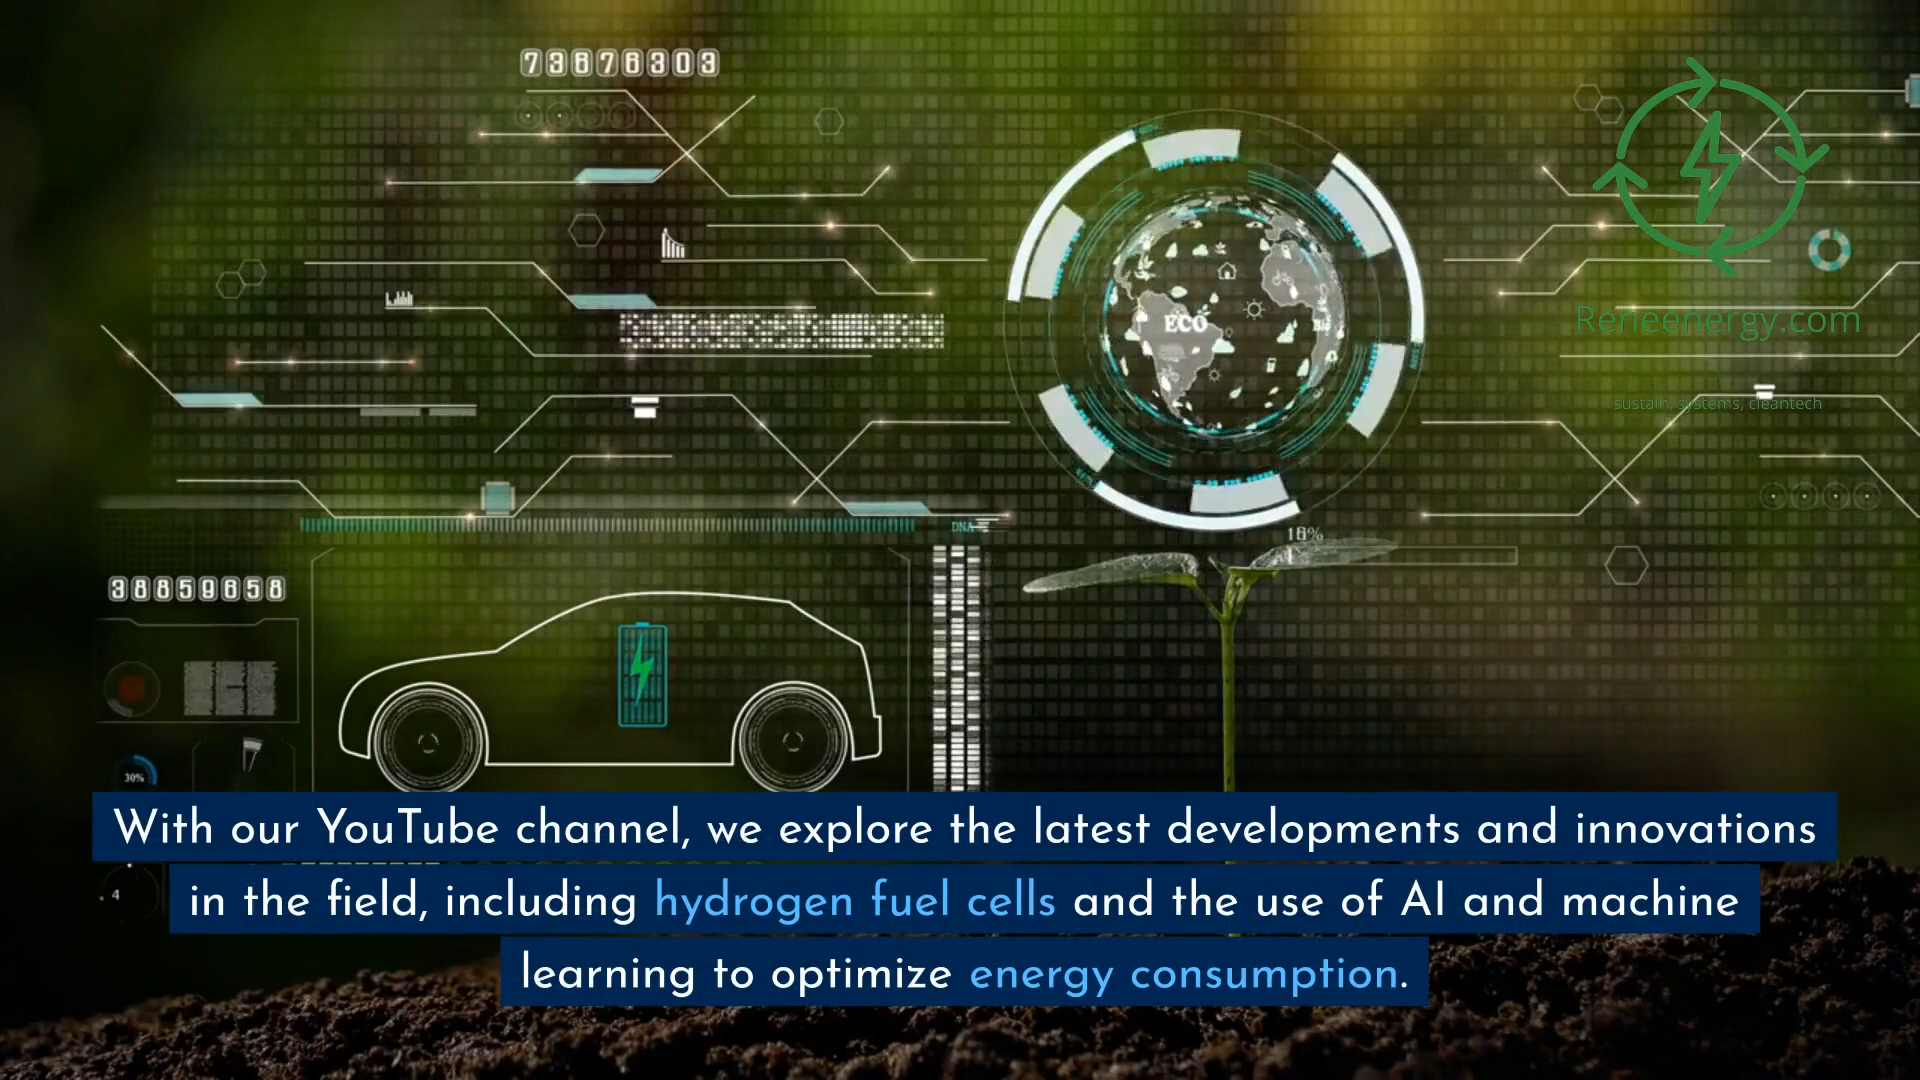 73676303
Reneenergy.com
sustain, systems, cleantech
ECO
DNA
18%
38859658
30%
4
With our YouTube channel, we explore the latest developments and innovations
in the field, including hydrogen fuel cells and the use of AI and machine
learning to optimize energy consumption.